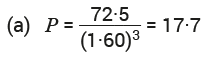 (a) P = 72·5 / (1·60)³ = 17·7